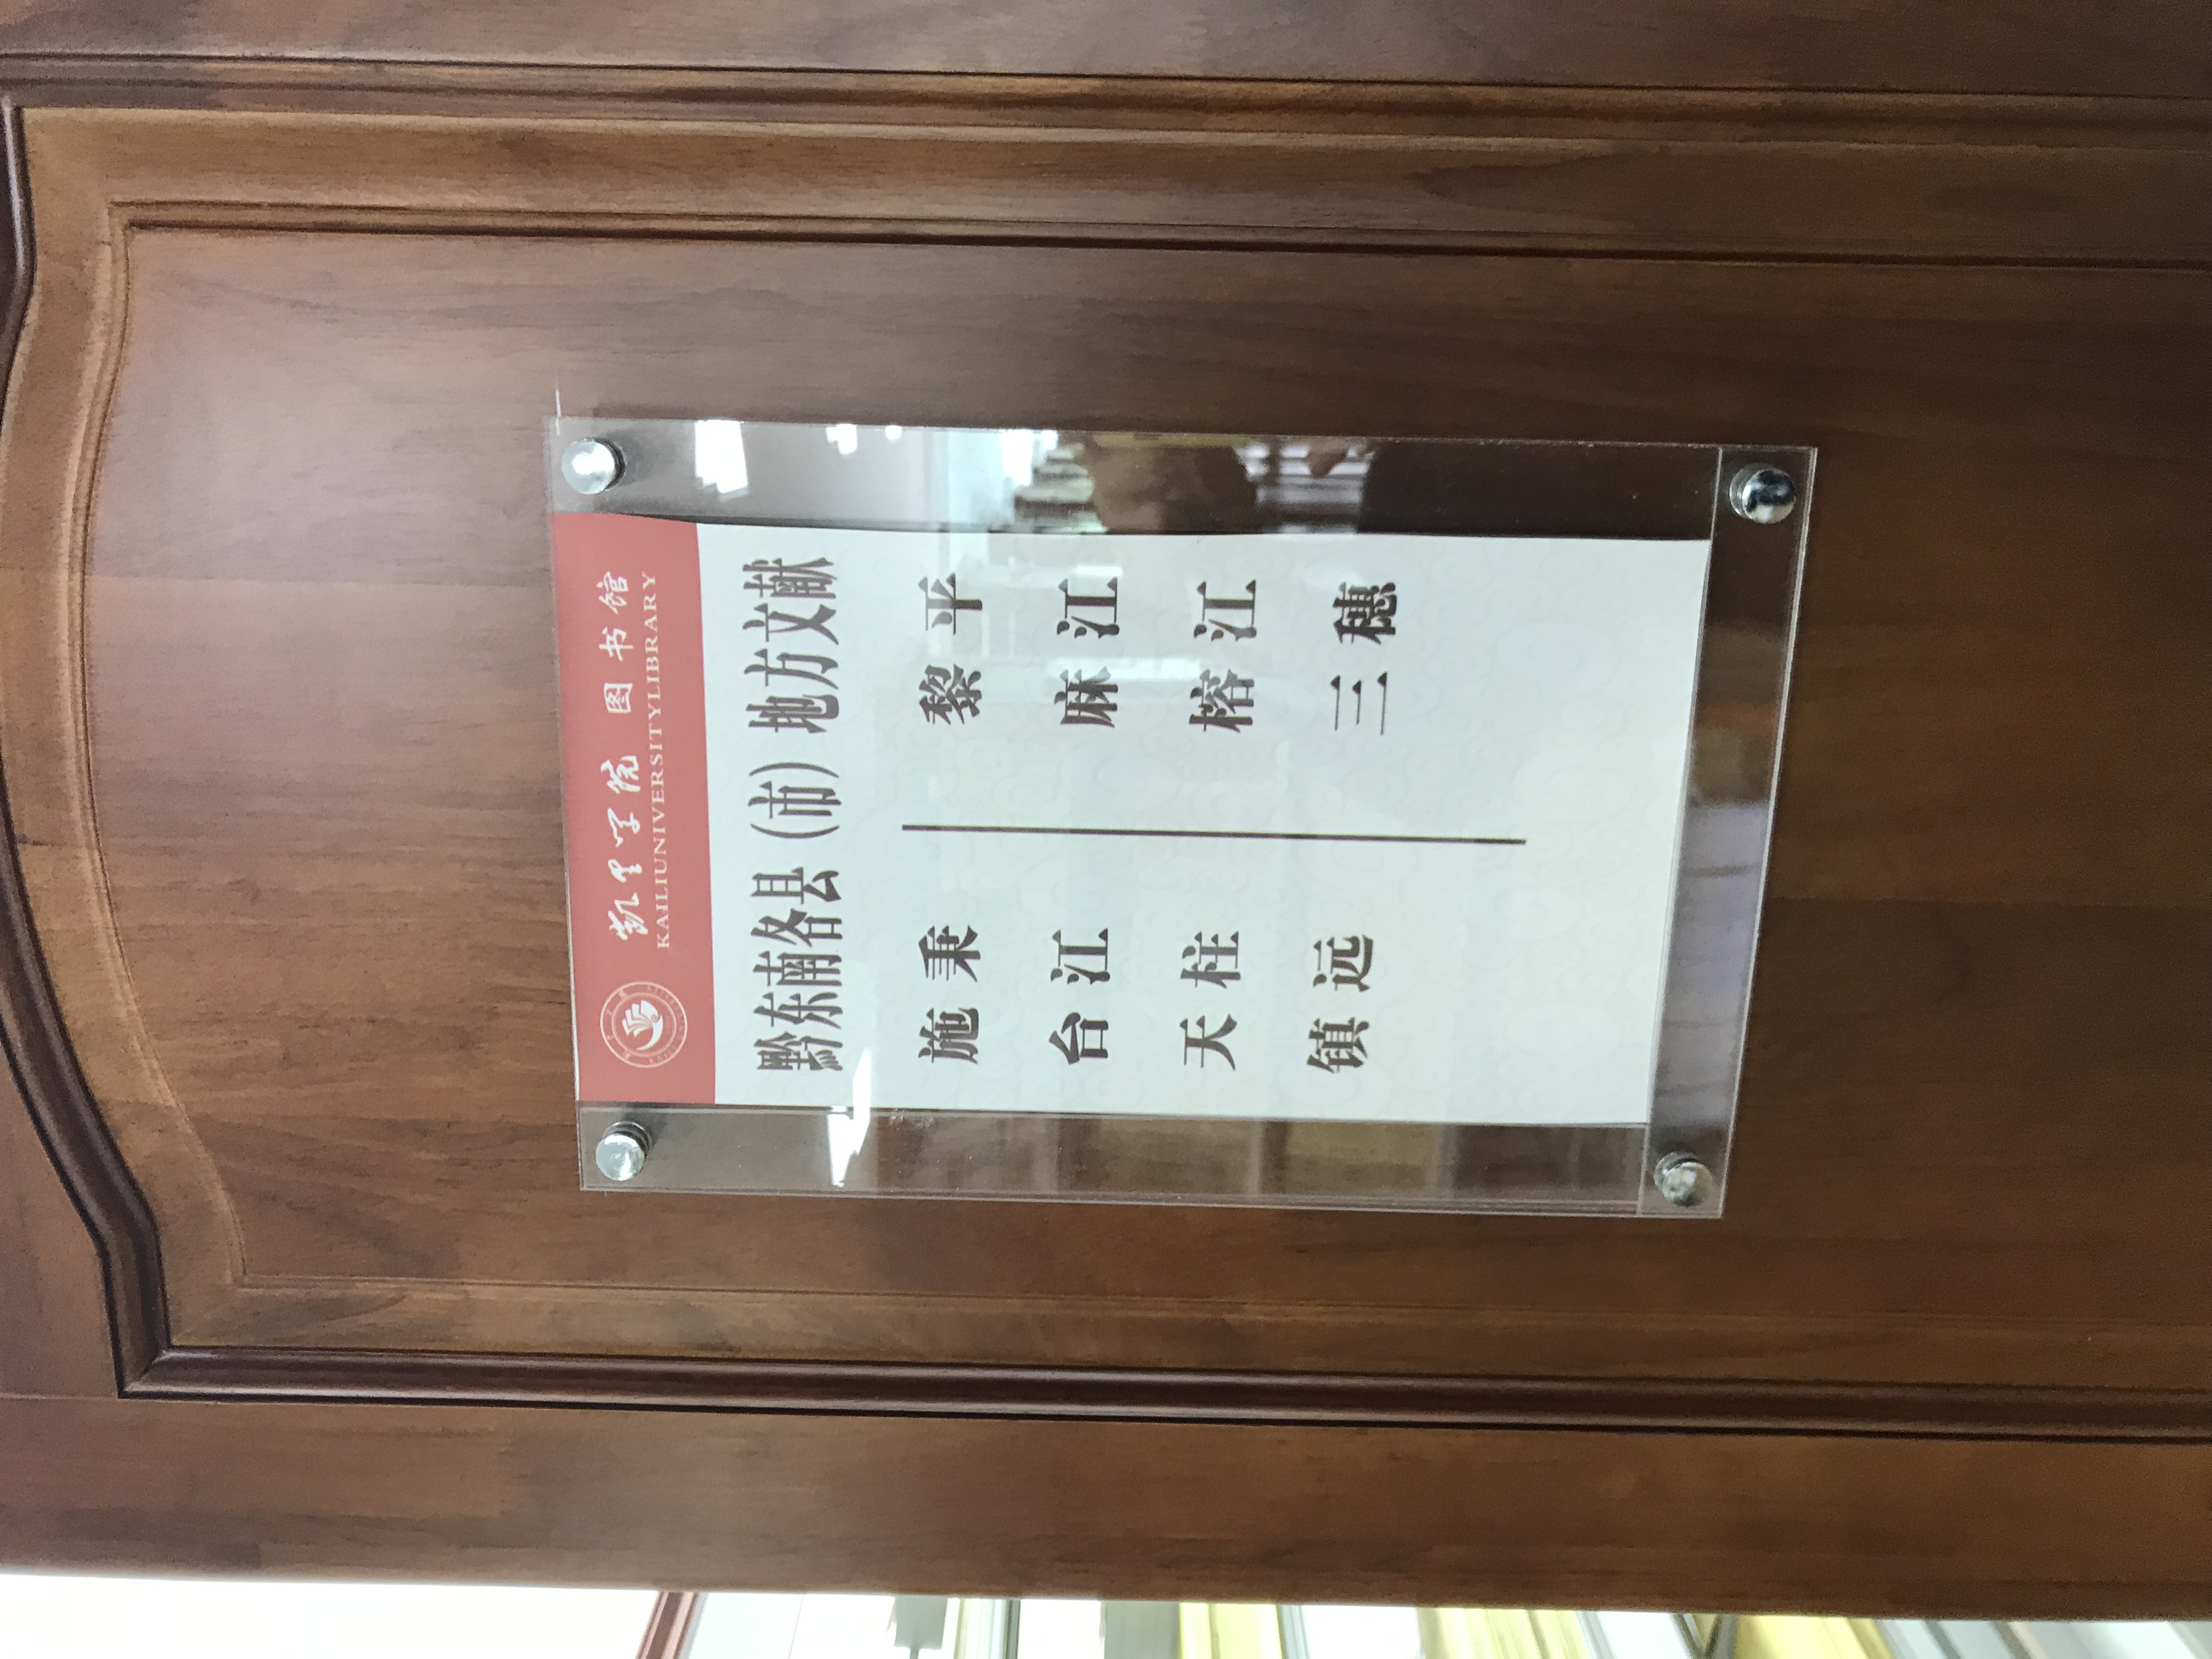 凯里学院 图书馆
KAILIUNIVERSITYLIBRARY
黔东南各县（市）地方文献
施秉 黎平
台江 麻江
天柱 榕江
镇远 三穗